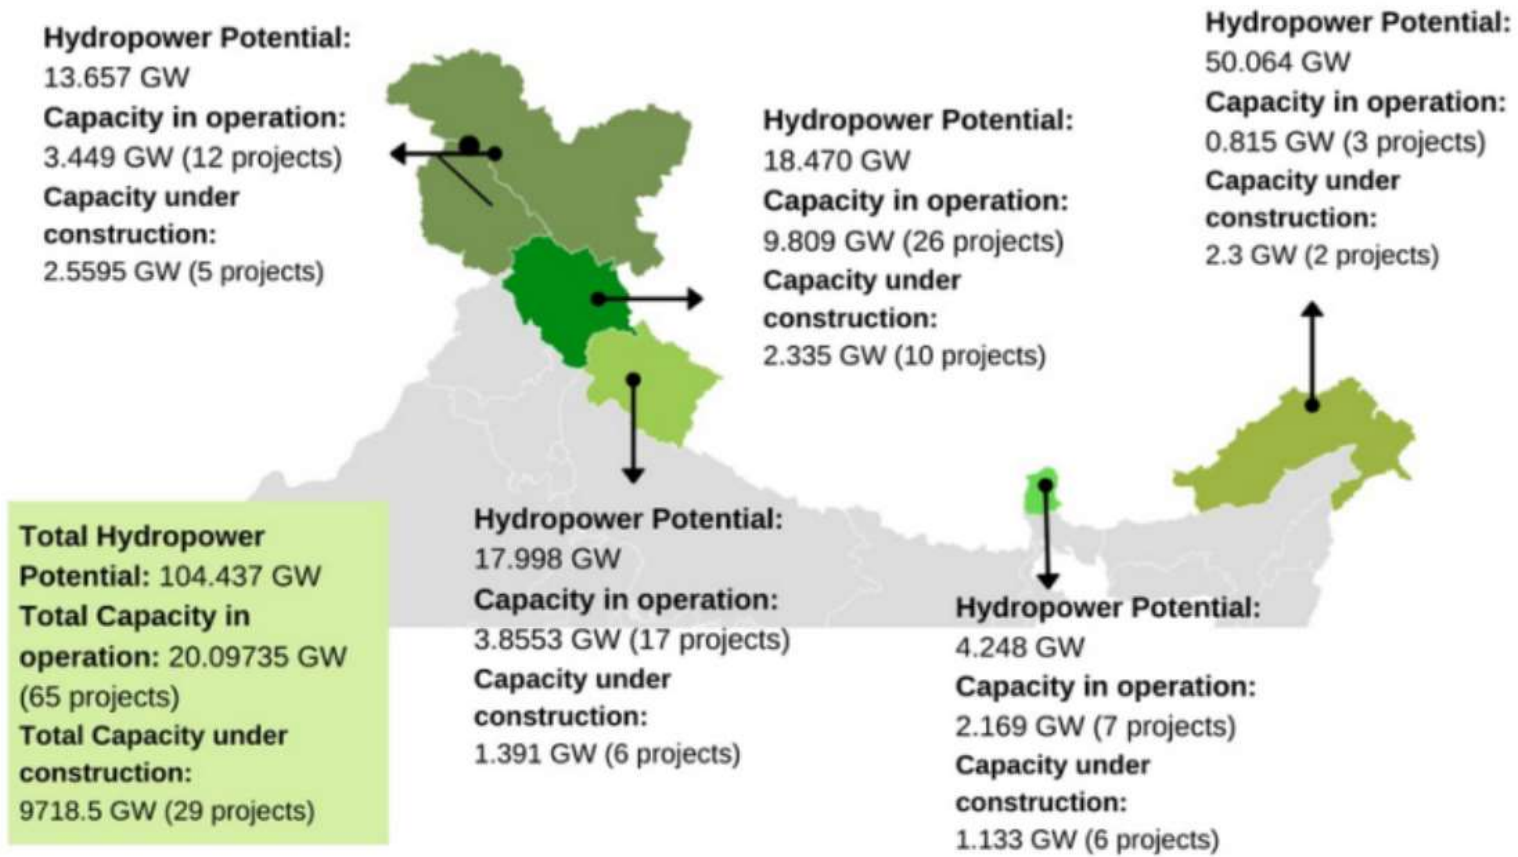 Hydropower Potential:
13.657 GW
Capacity in operation:
3.449 GW (12 projects)
Capacity under
construction:
2.5595 GW (5 projects)
Hydropower Potential:
18.470 GW
Capacity in operation:
9.809 GW (26 projects)
Capacity under
construction:
2.335 GW (10 projects)
Hydropower Potential:
50.064 GW
Capacity in operation:
0.815 GW (3 projects)
Capacity under
construction:
2.3 GW (2 projects)
Total Hydropower
Potential: 104.437 GW
Total Capacity in
operation: 20.09735 GW
(65 projects)
Total Capacity under
construction:
9718.5 GW (29 projects)
Hydropower Potential:
17.998 GW
Capacity in operation:
3.8553 GW (17 projects)
Capacity under
construction:
1.391 GW (6 projects)
Hydropower Potential:
4.248 GW
Capacity in operation:
2.169 GW (7 projects)
Capacity under
construction:
1.133 GW (6 projects)